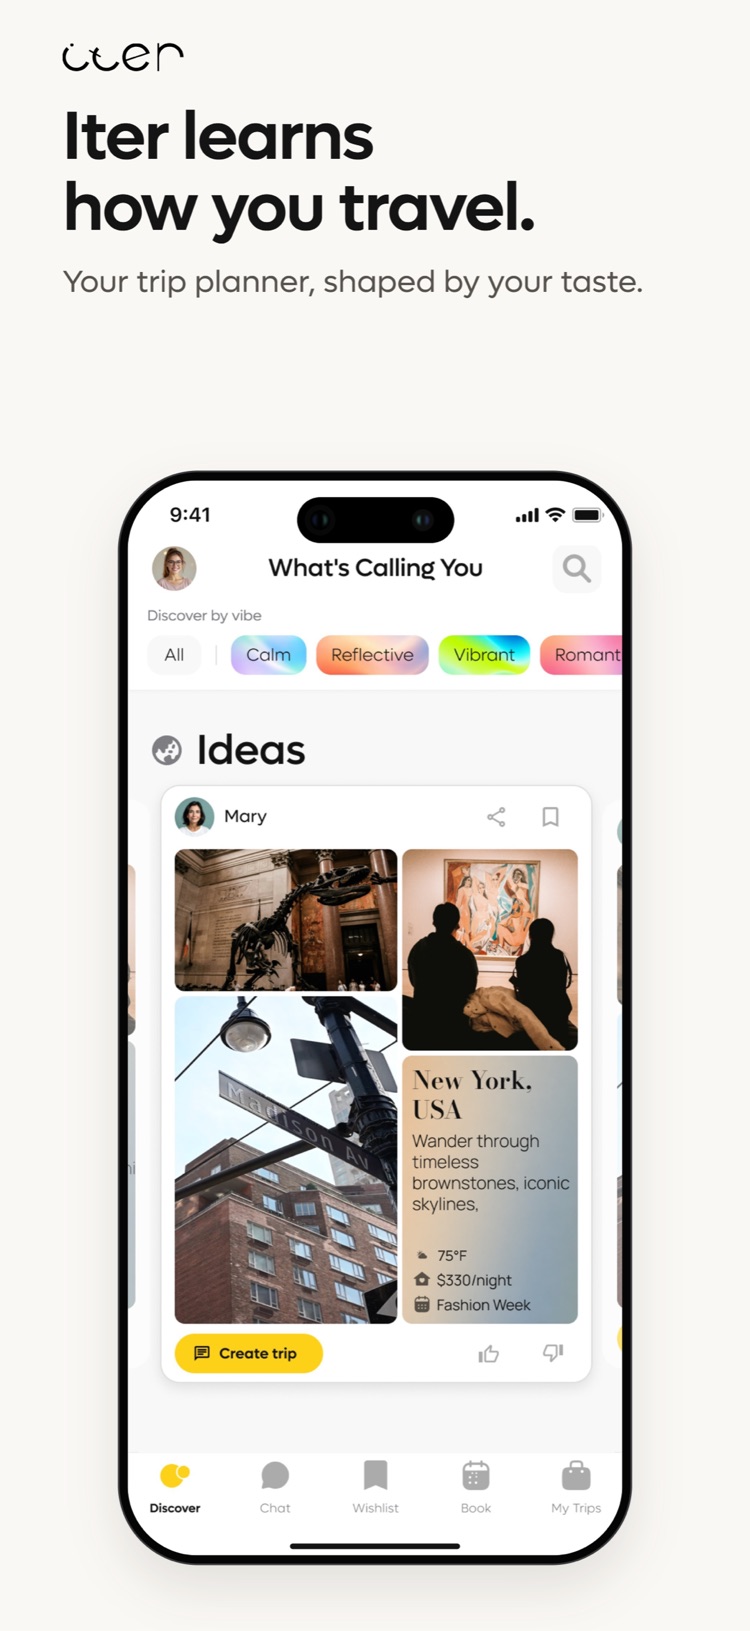 iter
Iter learns
how you travel.
Your trip planner, shaped by your taste.
9:41
What's Calling You
Discover by vibe
All
Calm
Reflective
Vibrant
Romant
Ideas
Mary
Madison Av
New York,
USA
Wander through
timeless
brownstones, iconic
skylines,
75°F
$330/night
Fashion Week
Create trip
Discover
Chat
Wishlist
Book
My Trips